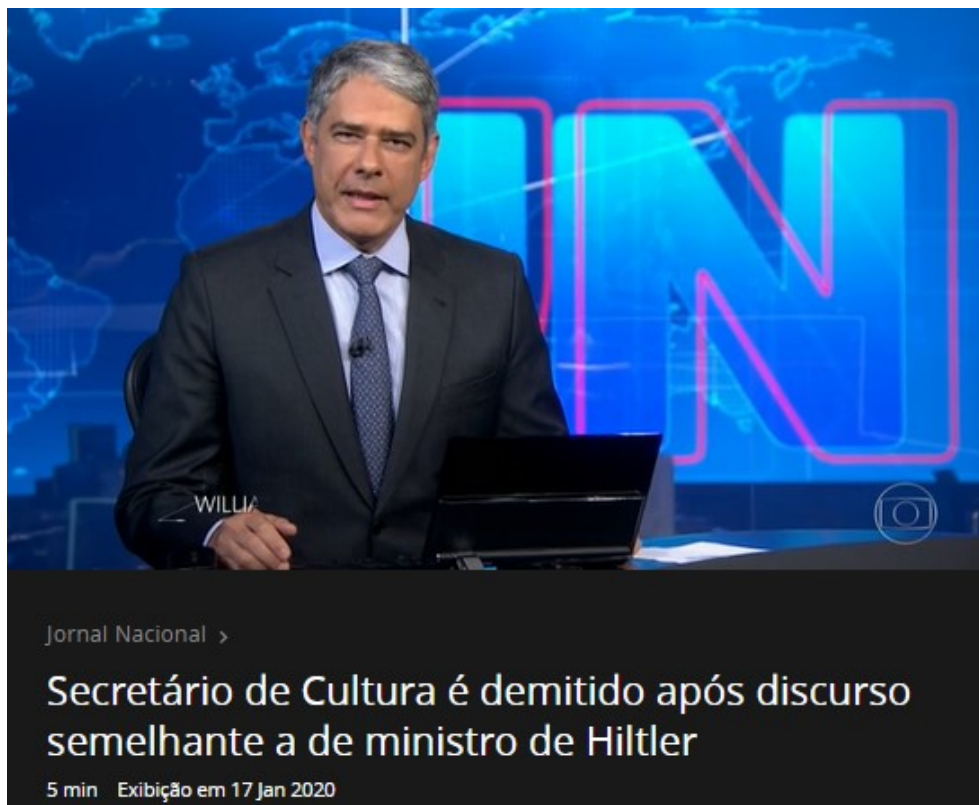 N
WILLIA
Jornal Nacional >
Secretário de Cultura é demitido após discurso
semelhante a de ministro de Hiltler
5 min Exibição em 17 Jan 2020